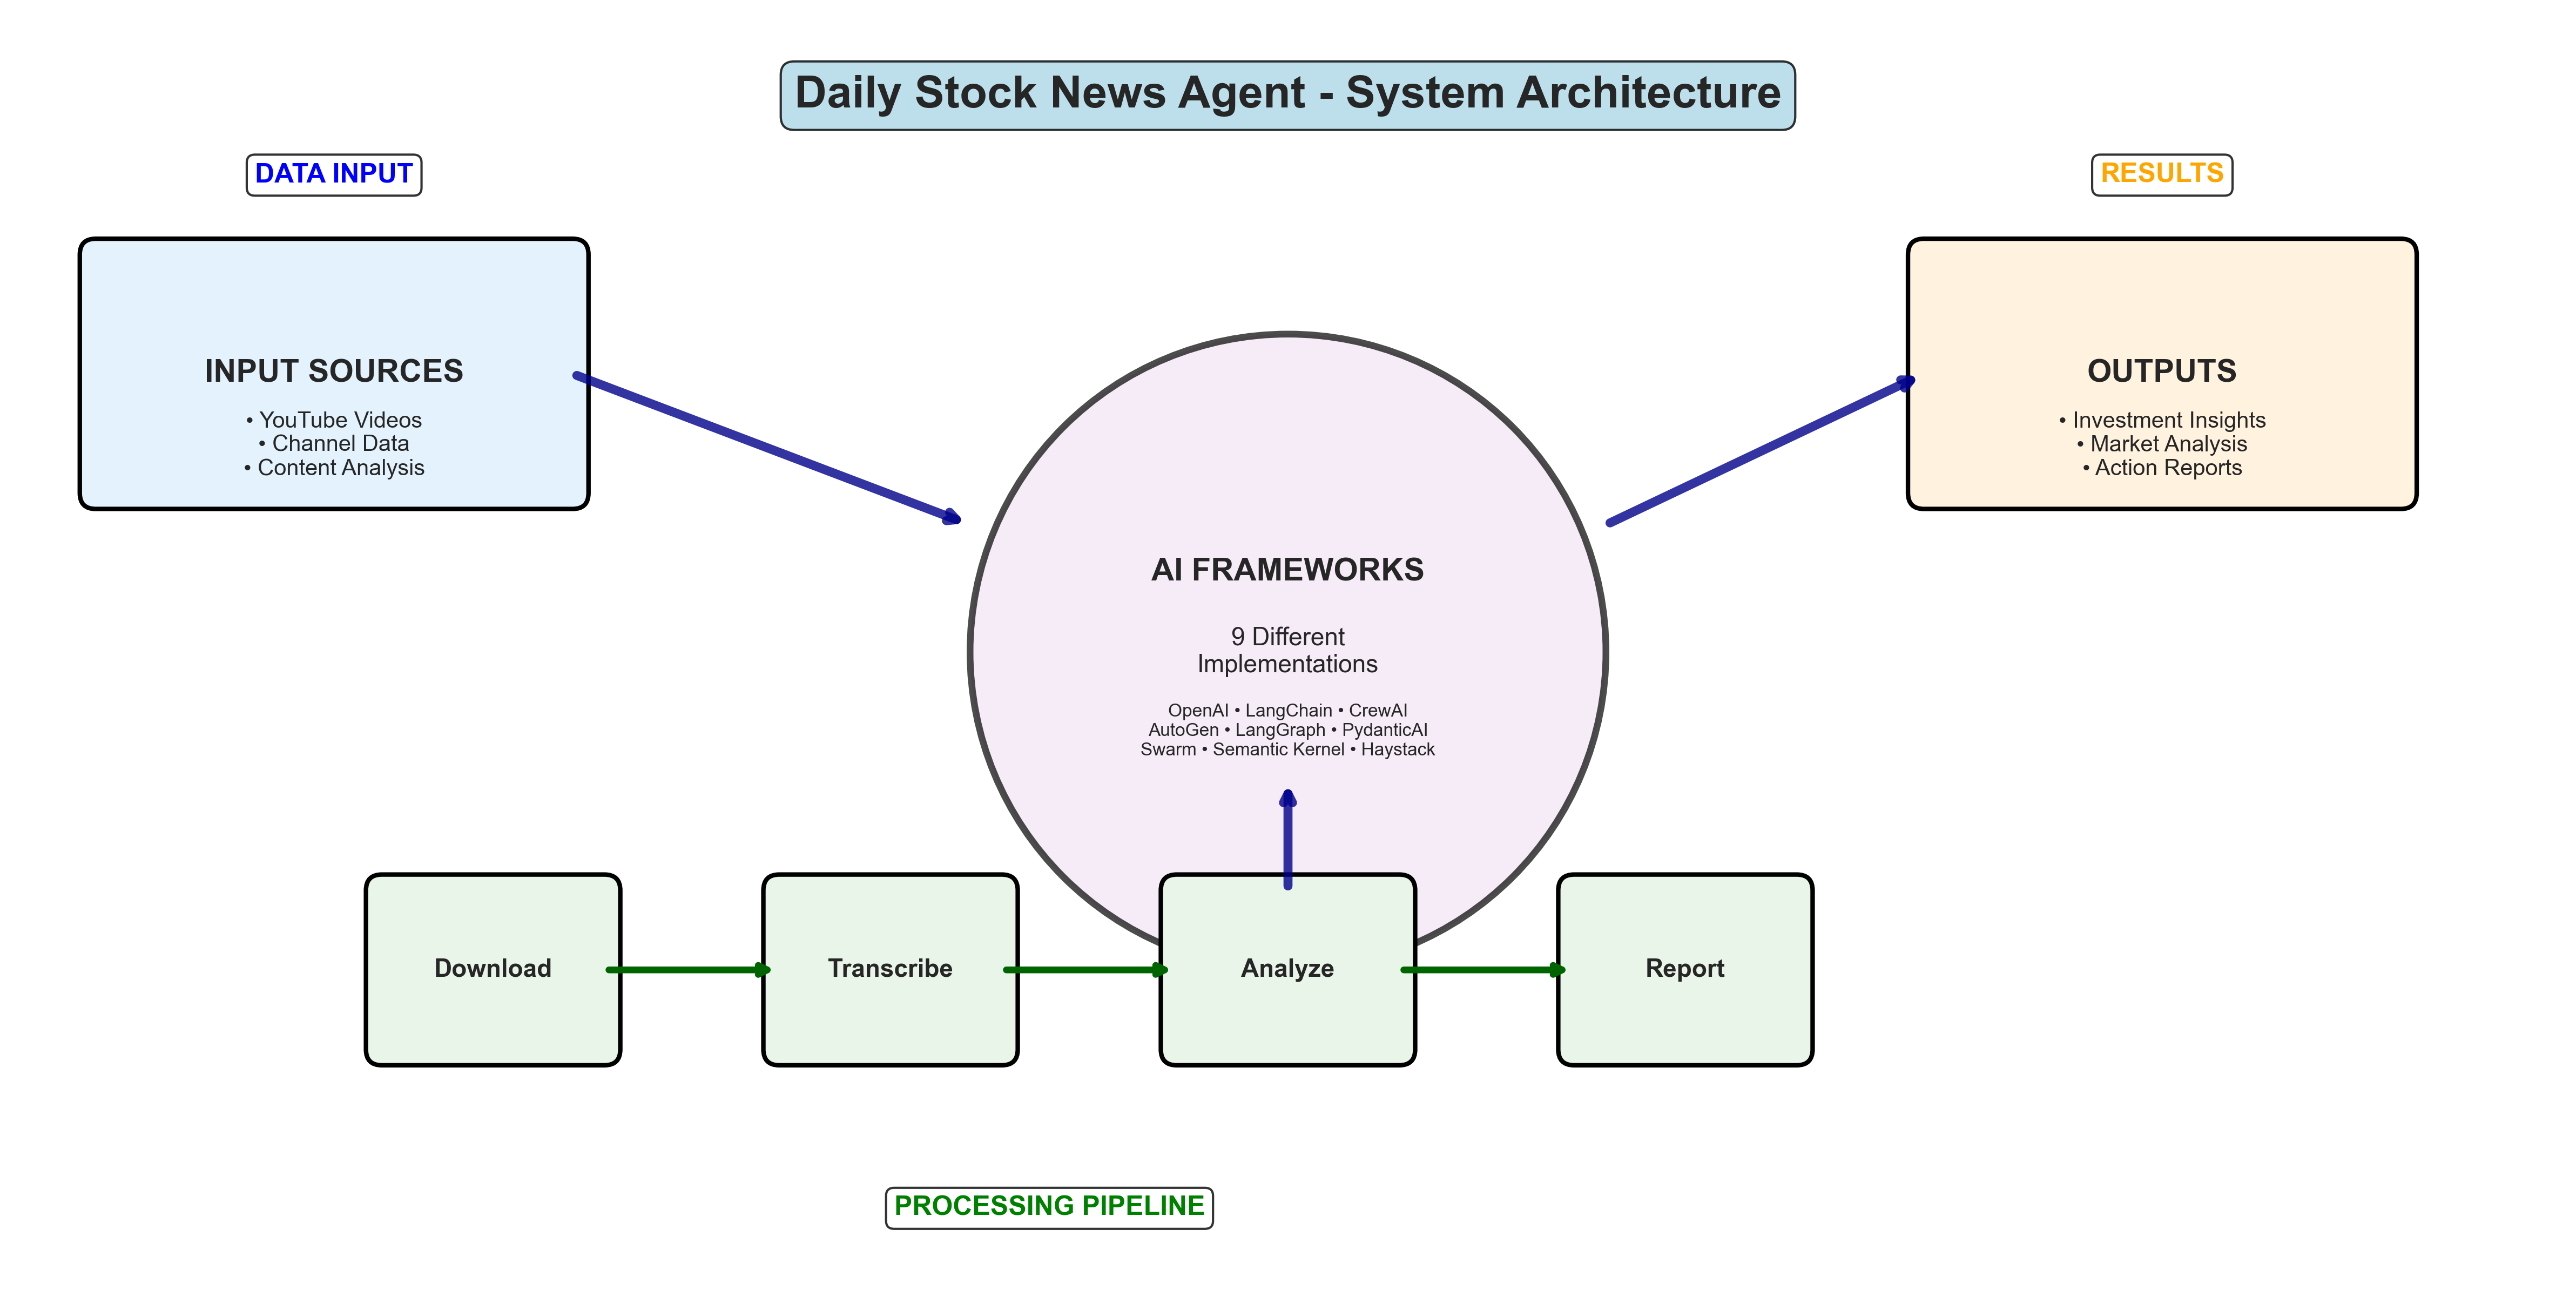 Daily Stock News Agent - System Architecture
DATA INPUT
RESULTS
INPUT SOURCES
• YouTube Videos
• Channel Data
• Content Analysis
OUTPUTS
• Investment Insights
• Market Analysis
• Action Reports
AI FRAMEWORKS
9 Different
Implementations
OpenAI • LangChain • CrewAI
AutoGen • LangGraph • PydanticAI
Swarm • Semantic Kernel • Haystack
Download
Transcribe
Analyze
Report
PROCESSING PIPELINE